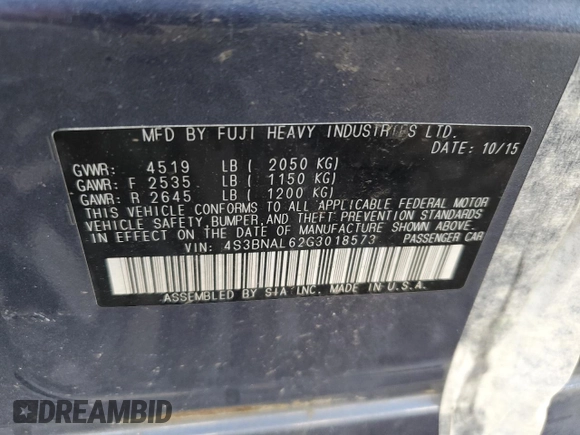 MFD BY FUJI HEAVY INDUSTRIES LTD.
DATE: 10/15
GVWR: 4519 LB ( 2050 KG)
GAWR: F 2535 LB ( 1150 KG)
GAWR: R 2645 LB ( 1200 KG)
THIS VEHICLE CONFORMS TO ALL APPLICABLE FEDERAL MOTOR
VEHICLE SAFETY, BUMPER, AND THEFT PREVENTION STANDARDS
IN EFFECT ON THE DATE OF MANUFACTURE SHOWN ABOVE.
VIN: 4S3BNAL62G3018573 PASSENGER CAR
ASSEMBLED BY SIA INC. MADE IN U.S.A.
DREAMBID